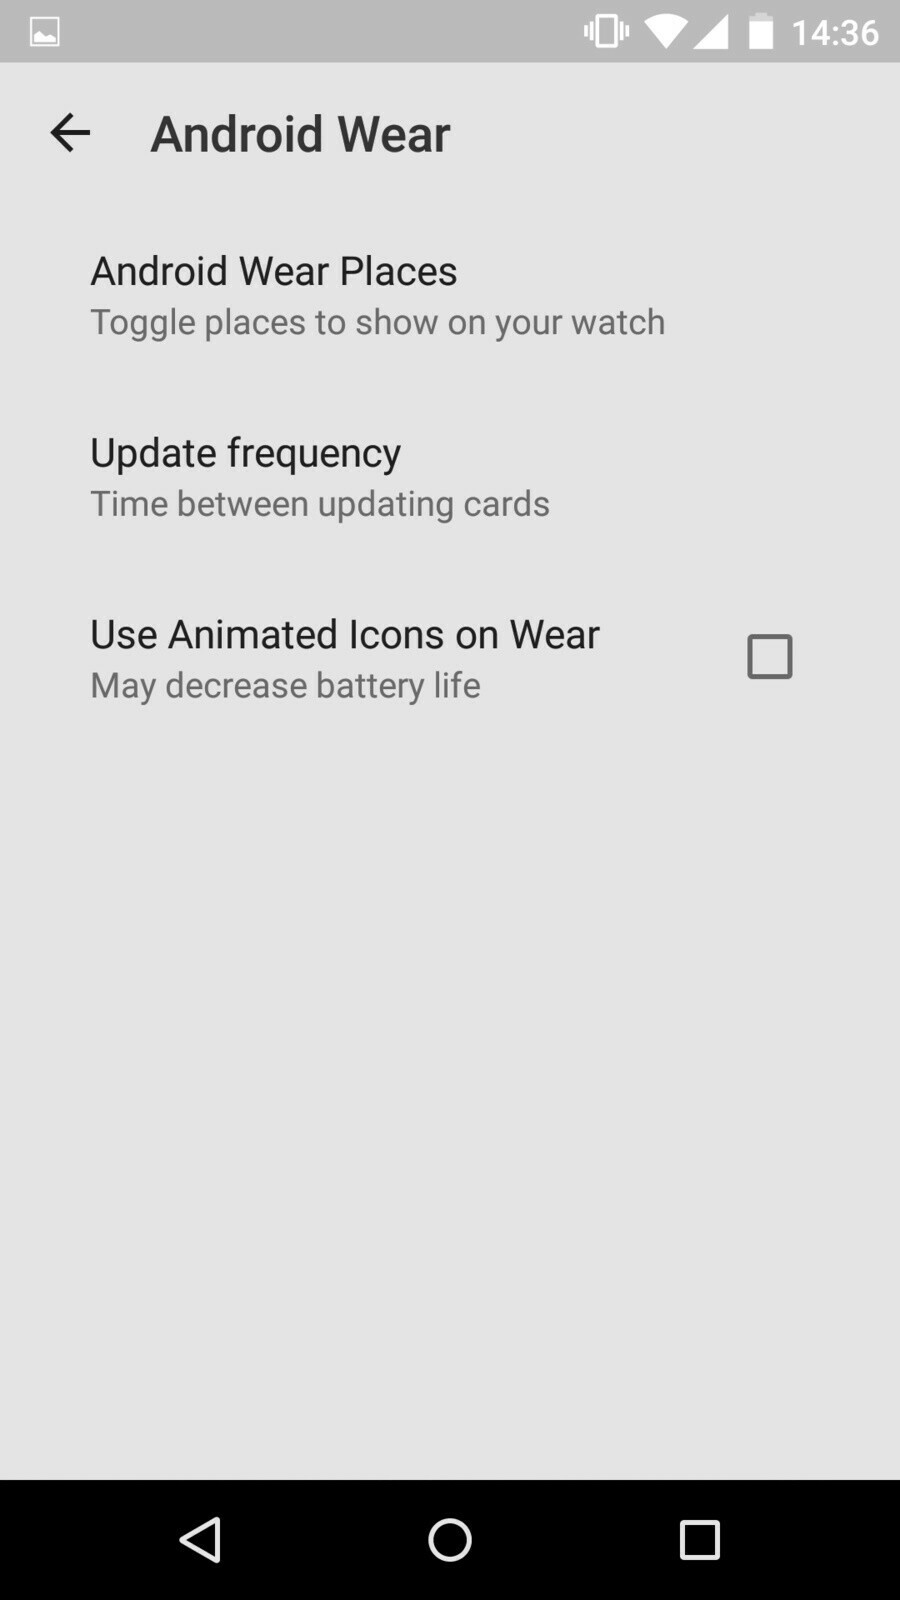 14:36
Android Wear
Android Wear Places
Toggle places to show on your watch
Update frequency
Time between updating cards
Use Animated Icons on Wear
May decrease battery life